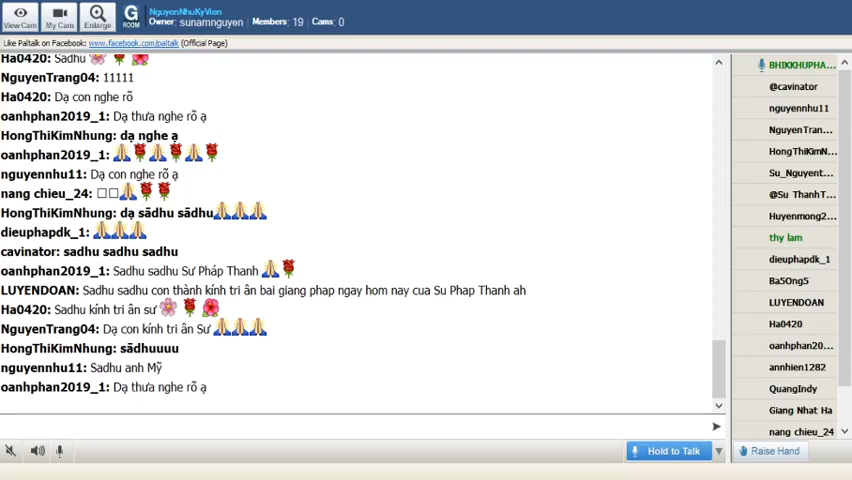 View Cam
My Cam
Enlarge
G
ROOM
NguyenNhuKyVien
Owner: sunamnguyen Members: 19 Cams: 0
Like Paltalk on Facebook: www.facebook.com/paltalk (Official Page)
Ha0420: Sadhu
NguyenTrang04: 11111
Ha0420: Dạ con nghe rõ
oanhphan2019_1: Dạ thưa nghe rõ ạ
HongThiKimNhung: dạ nghe ạ
oanhphan2019_1:
nguyennhu11: Dạ con nghe rõ ạ
nang chieu_24:
HongThiKimNhung: dạ sādhu sādhu
dieuphapdk_1:
cavinator: sadhu sadhu sadhu
oanhphan2019_1: Sadhu sadhu Sư Pháp Thanh
LUYENDOAN: Sadhu sadhu con thành kính tri ân bai giang phap ngay hom nay cua Su Phap Thanh ah
Ha0420: Sadhu kính tri ân sư
NguyenTrang04: Dạ con kính tri ân Sư
HongThiKimNhung: sādhuuuu
nguyennhu11: Sadhu anh Mỹ
oanhphan2019_1: Dạ thưa nghe rõ ạ
BHIKKHUPHA...
@cavinator
nguyennhu11
NguyenTran...
HongThiKimN...
Su_Nguyent...
@Su ThanhT...
Huyenmong2...
thy lam
dieuphapdk_1
Ba5Ong5
LUYENDOAN
Ha0420
oanhphan20...
annhien1282
QuangIndy
Giang Nhat Ha
nang chieu_24
Hold to Talk
Raise Hand